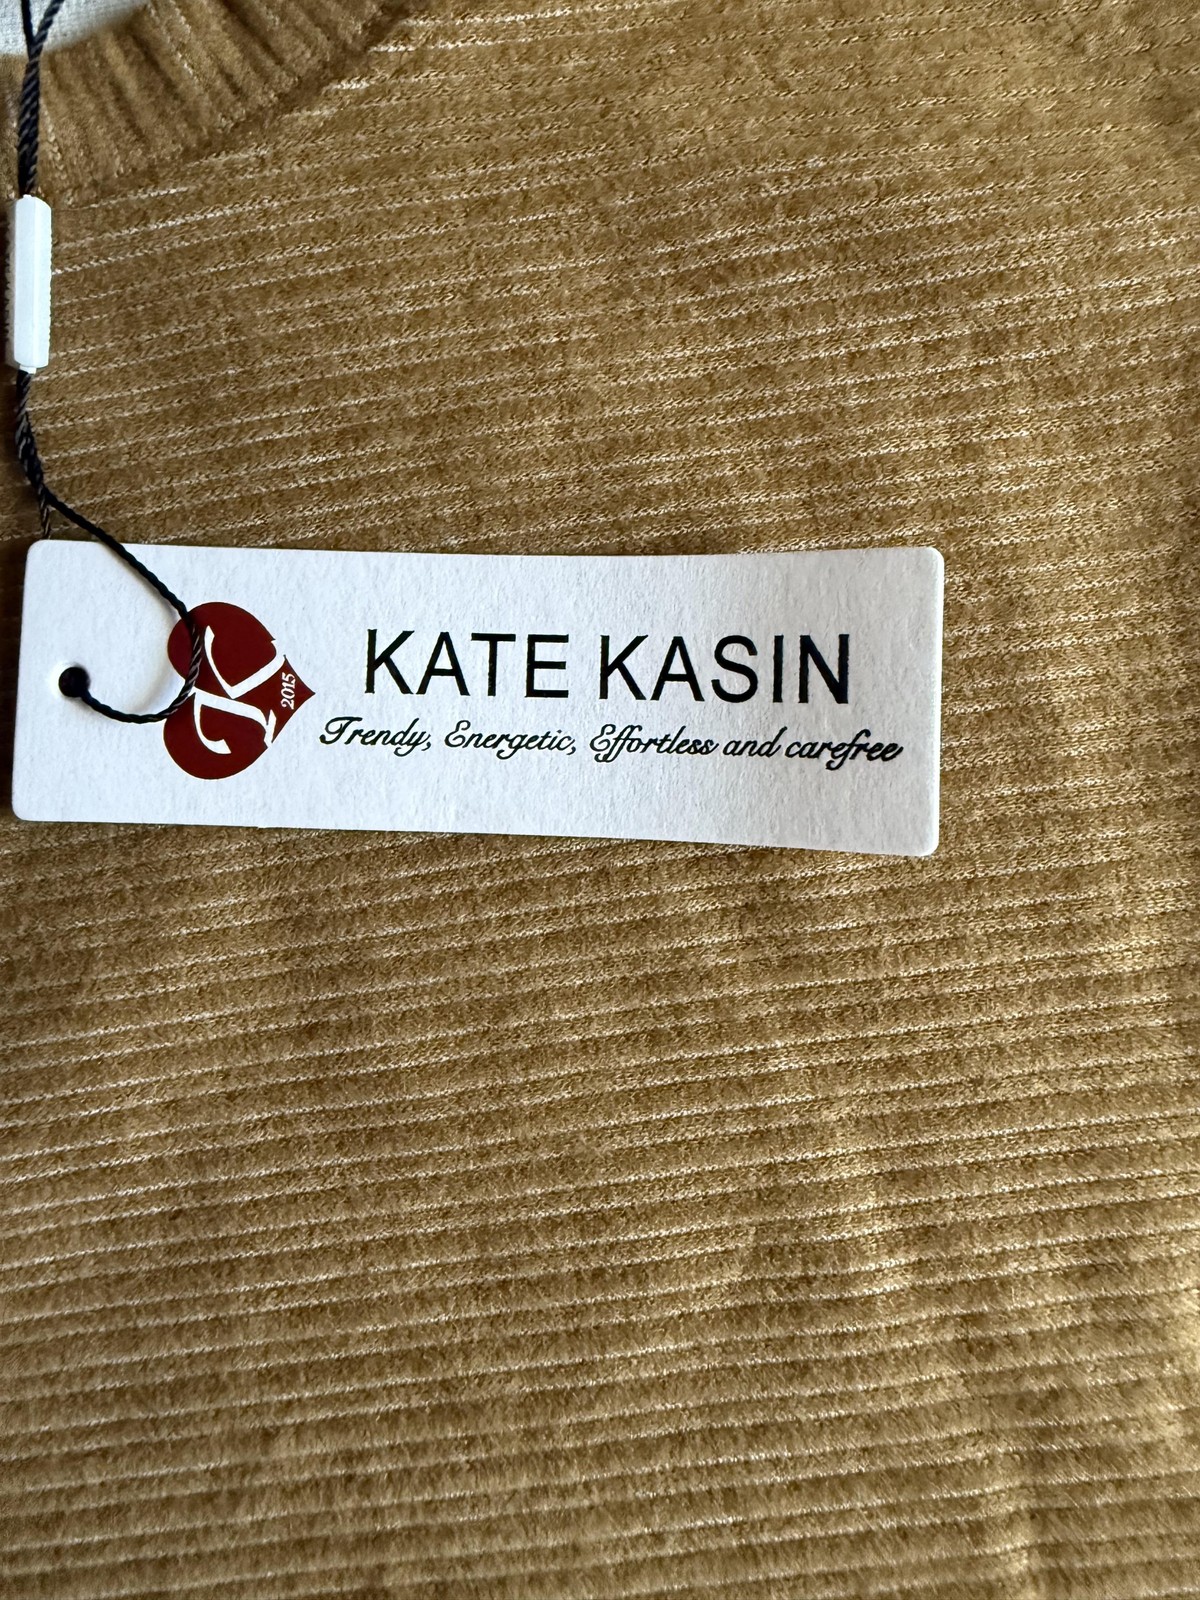 K
2015
KATE KASIN
Trendy, Energetic, Effortless and carefree